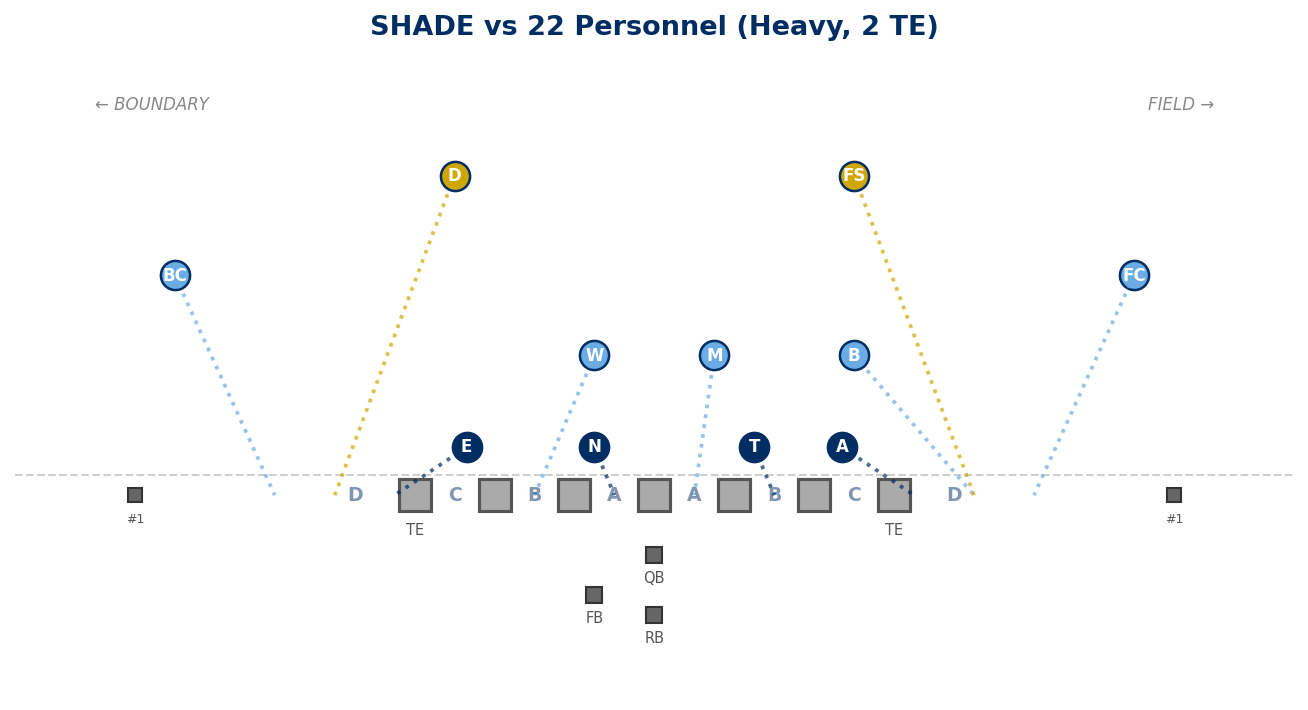 SHADE vs 22 Personnel (Heavy, 2 TE)
← BOUNDARY
FIELD →
D
FS
BC
FC
W
M
B
E
N
T
A
D
C
B
A
A
B
C
D
#1
TE
TE
#1
QB
FB
RB